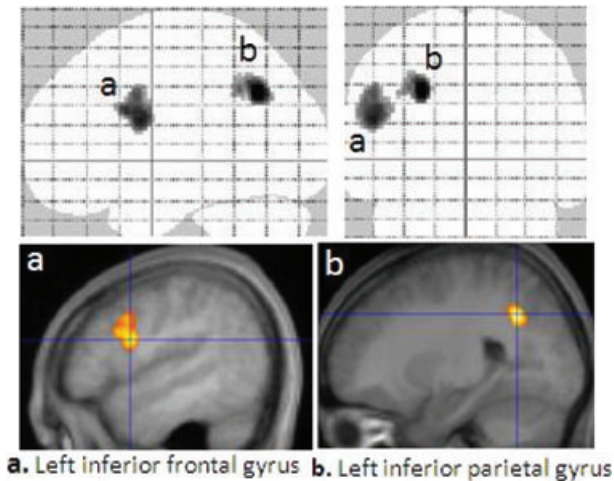 a b b
a
a b
a. Left inferior frontal gyrus b. Left inferior parietal gyrus